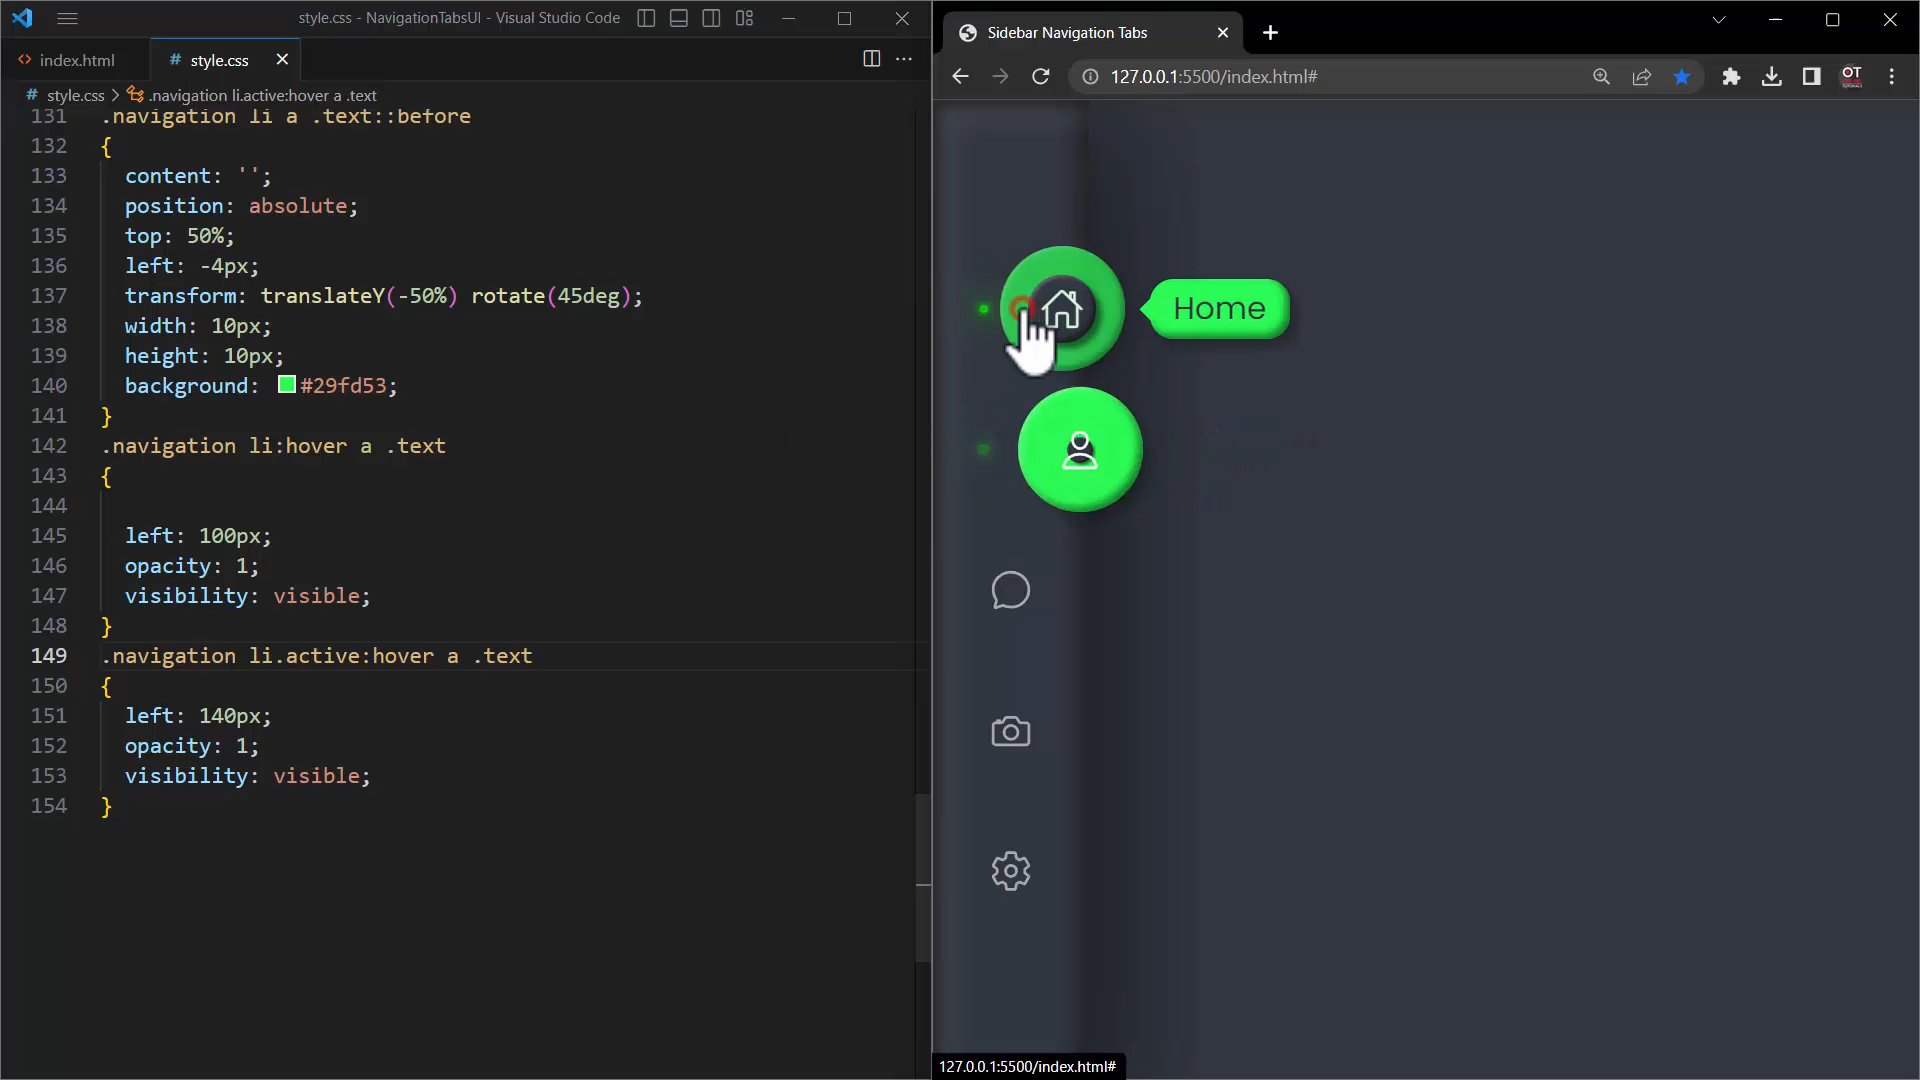 style.css - NavigationTabsUI - Visual Studio Code
index.html
# style.css
# style.css > .navigation li.active:hover a .text
131 .navigation li a .text::before
132 {
133 content: '';
134 position: absolute;
135 top: 50%;
136 left: -4px;
137 transform: translateY(-50%) rotate(45deg);
138 width: 10px;
139 height: 10px;
140 background: #29fd53;
141 }
142 .navigation li:hover a .text
143 {
144
145 left: 100px;
146 opacity: 1;
147 visibility: visible;
148 }
149 .navigation li.active:hover a .text
150 {
151 left: 140px;
152 opacity: 1;
153 visibility: visible;
154 }
Sidebar Navigation Tabs
127.0.0.1:5500/index.html#
OT
Home
127.0.0.1:5500/index.html#